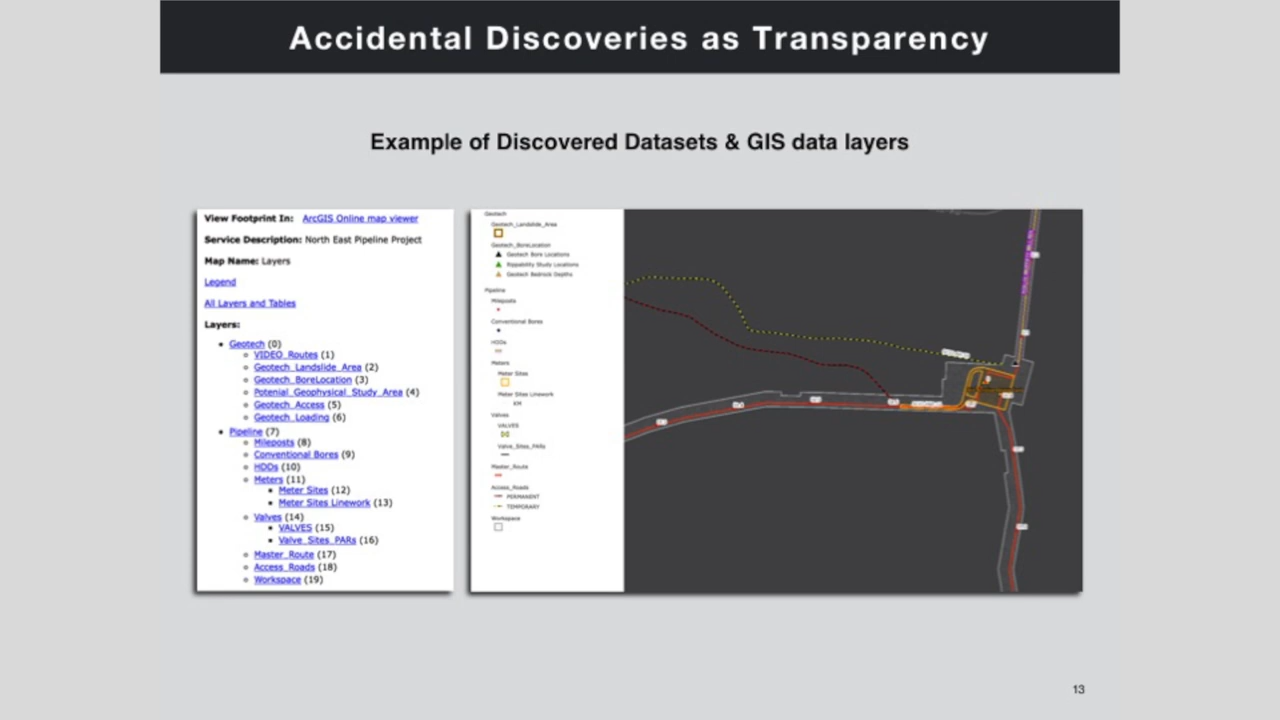 Accidental Discoveries as Transparency
Example of Discovered Datasets & GIS data layers
View Footprint In: ArcGIS Online map viewer
Service Description: North East Pipeline Project
Map Name: Layers
Legend
All Layers and Tables
Layers:
Geotech (0)
VIDEO_Routes (1)
Geotech_Landslide_Area (2)
Geotech_BoreLocation (3)
Potenial_Geophysical_Study_Area (4)
Geotech_Access (5)
Geotech_Loading (6)
Pipeline (7)
Mileposts (8)
Conventional Bores (9)
HDDs (10)
Meters (11)
Meter Sites (12)
Meter Sites Linework (13)
Valves (14)
VALVES (15)
Valve_Sites_PARs (16)
Master_Route (17)
Access_Roads (18)
Workspace (19)
Geotech
Geotech_Landslide_Area
Geotech_BoreLocation
Geotech Bore Locations
Rippability Study Locations
Geotech Bedrock Depths
Pipeline
Mileposts
Conventional Bores
HDDs
Meters
Meter Sites
Meter Sites Linework
KM
Valves
VALVES
Valve_Sites_PARs
Master_Route
Access_Roads
PERMANENT
TEMPORARY
Workspace
13